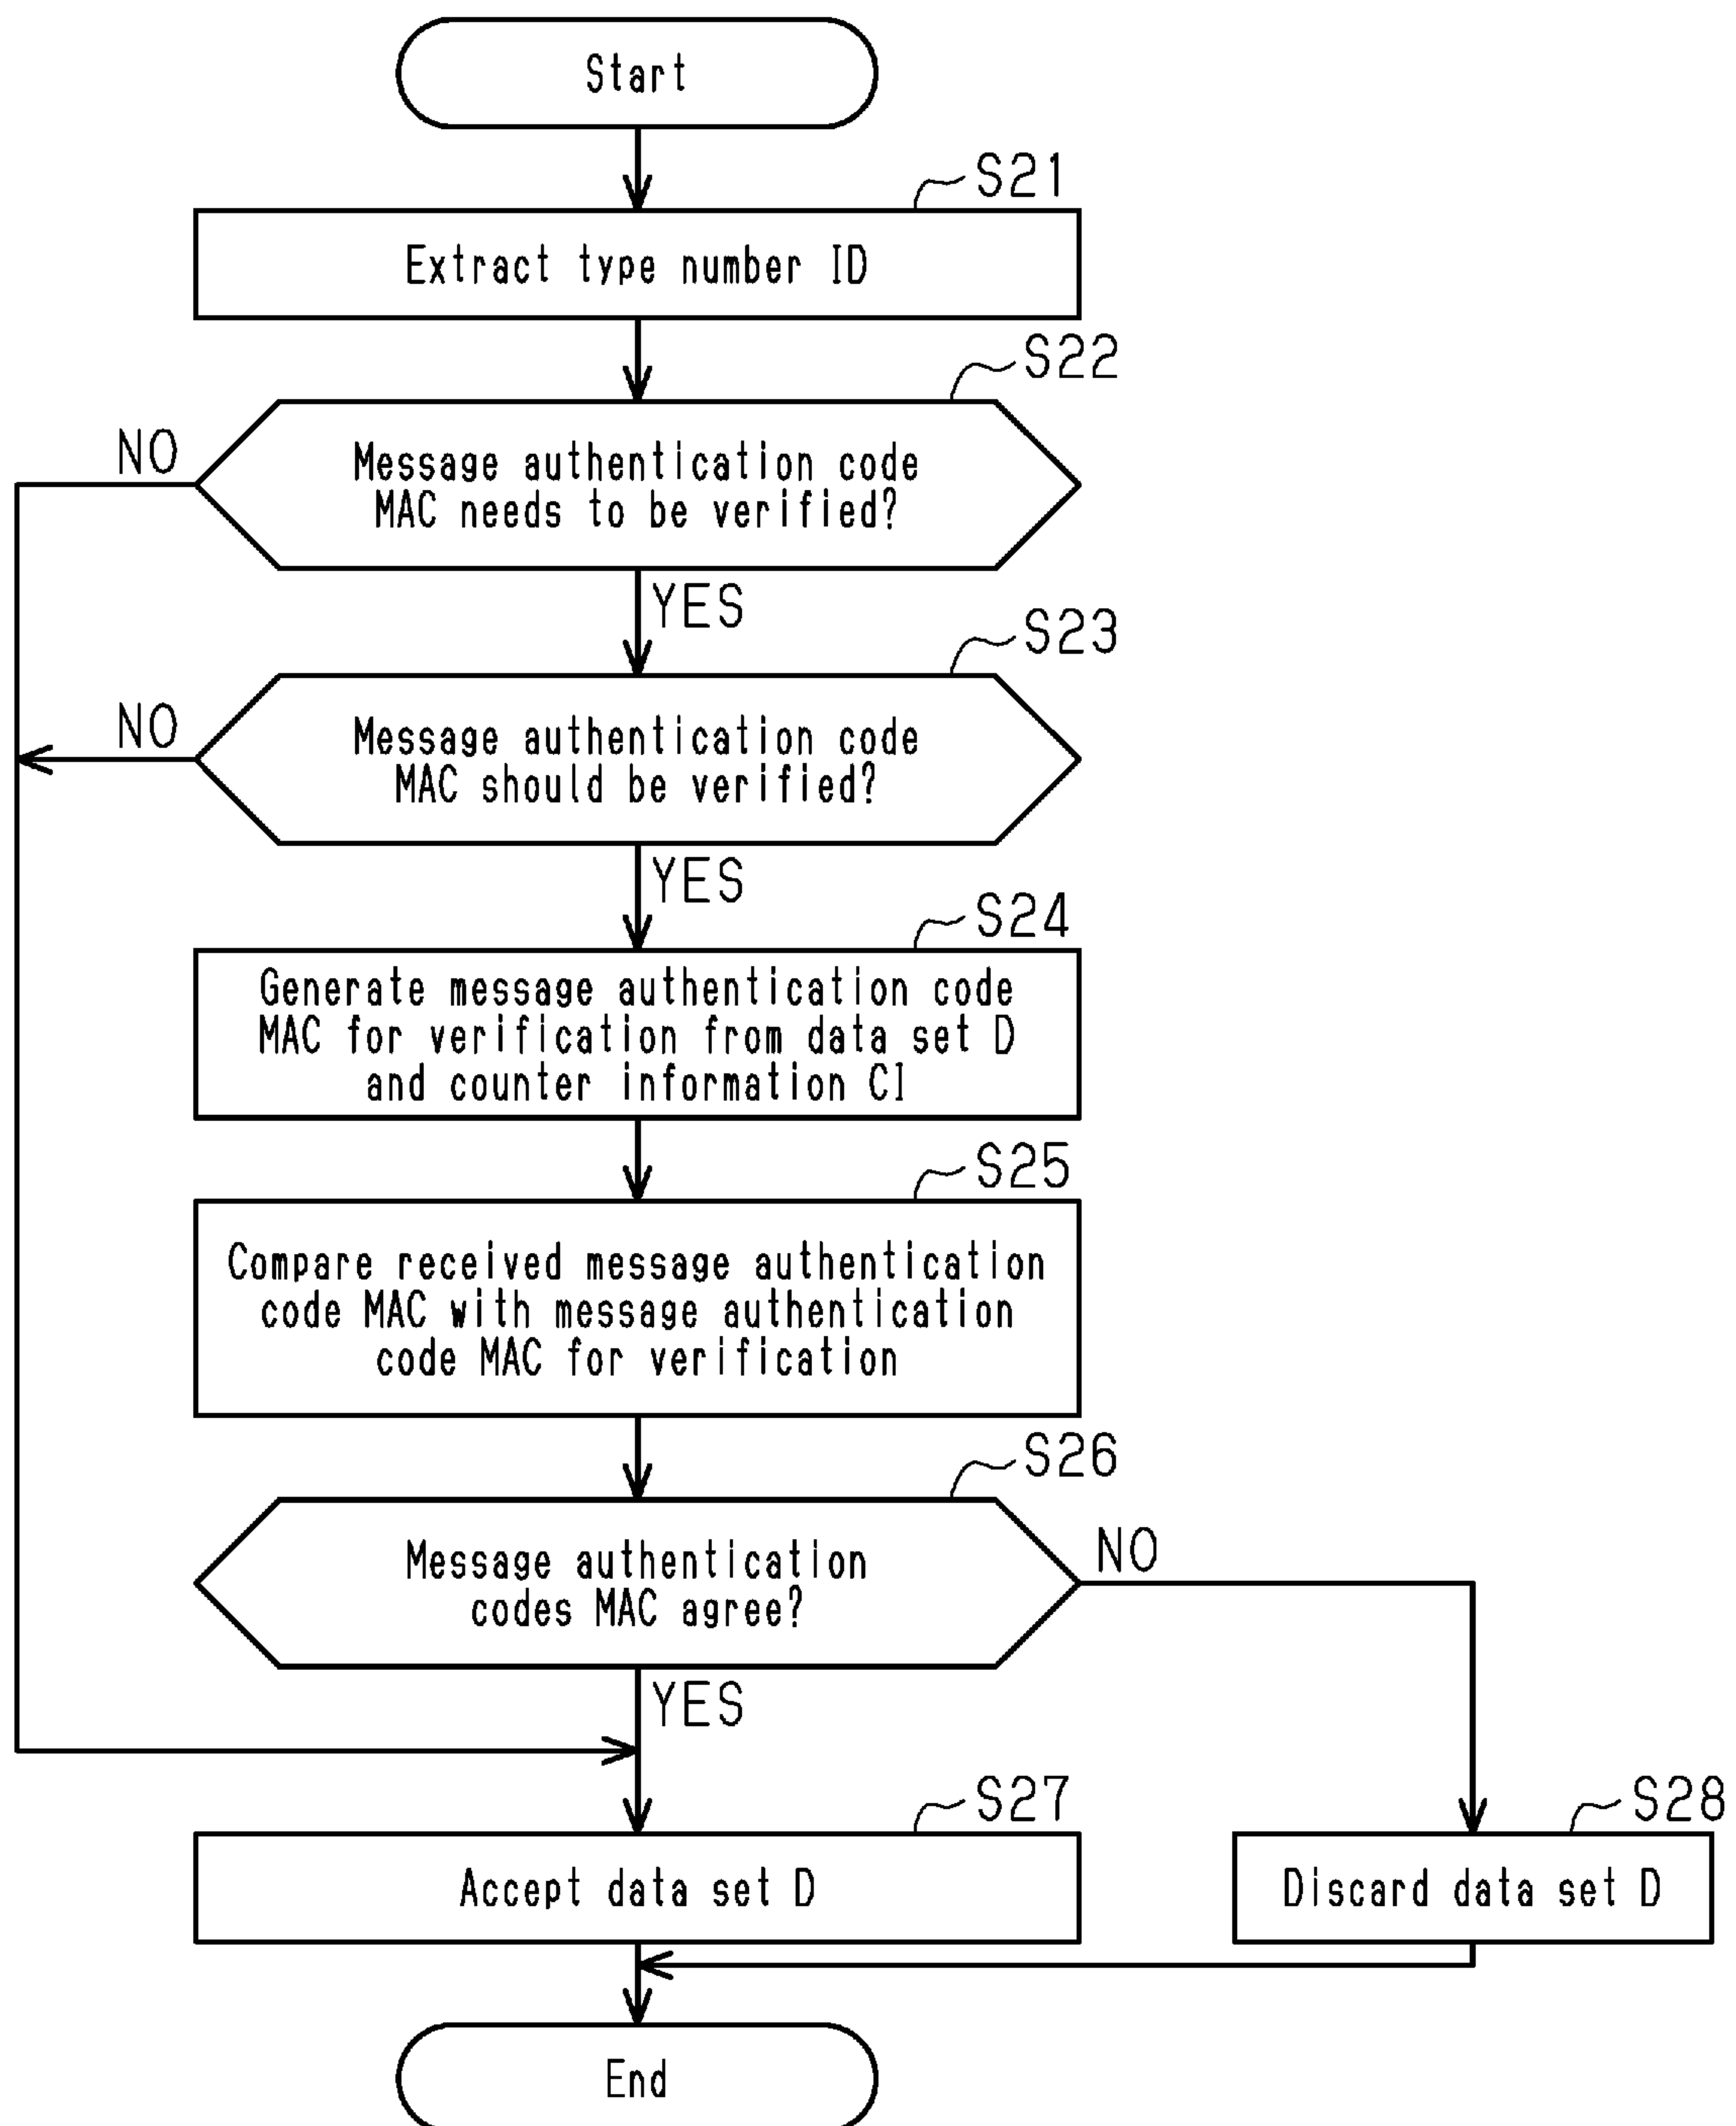 Start
S21
Extract type number ID
S22
NO
Message authentication code
MAC needs to be verified?
YES
S23
NO
Message authentication code
MAC should be verified?
YES
S24
Generate message authentication code
MAC for verification from data set D
and counter information CI
S25
Compare received message authentication
code MAC with message authentication
code MAC for verification
S26
Message authentication
codes MAC agree?
NO
YES
S27
S28
Accept data set D
Discard data set D
End